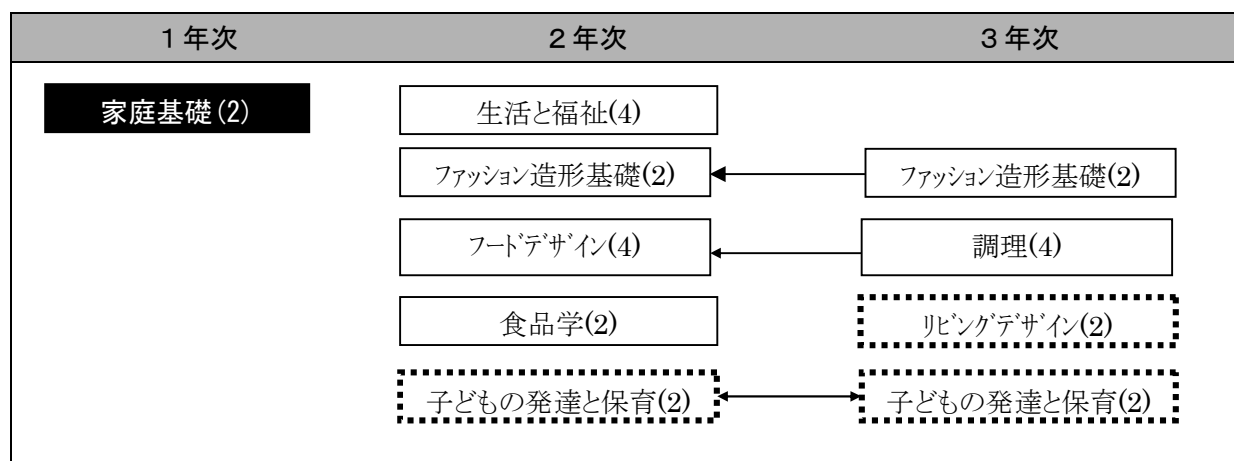 １年次 ２年次 ３年次
家庭基礎(2) 生活と福祉(4)
ﾌｧｯｼｮﾝ造形基礎(2) ﾌｧｯｼｮﾝ造形基礎(2)
ﾌｰﾄﾞﾃﾞｻﾞｲﾝ(4) 調理(4)
食品学(2) ﾘﾋﾞﾝｸﾞﾃﾞｻﾞｲﾝ(2)
子どもの発達と保育(2) 子どもの発達と保育(2)